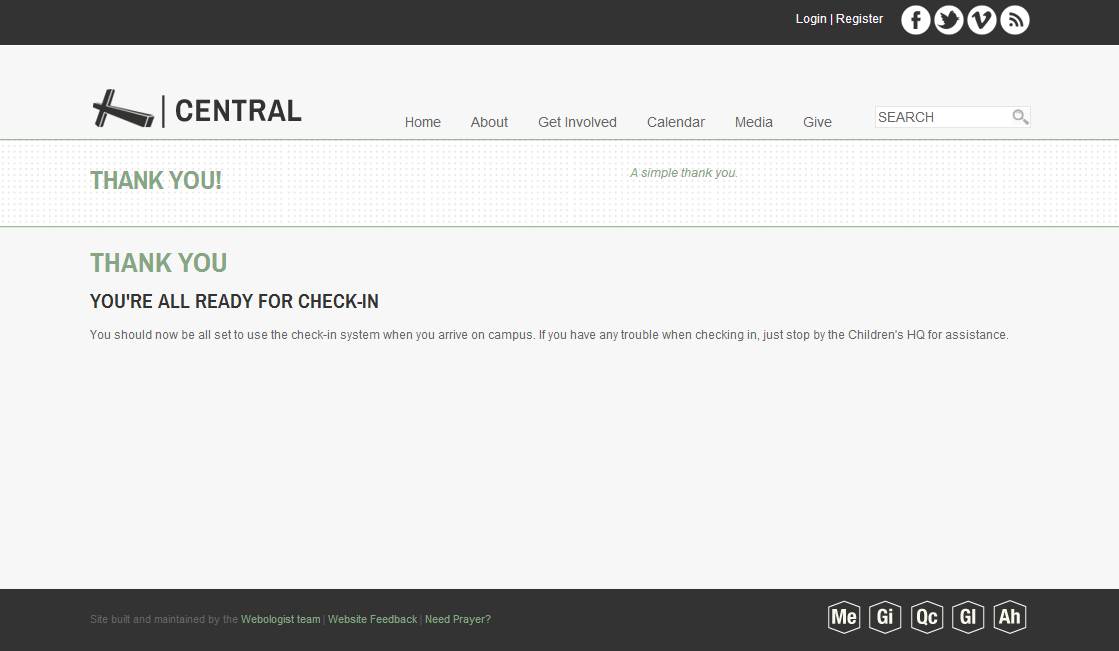 Login | Register
CENTRAL
Home About Get Involved Calendar Media Give
SEARCH
THANK YOU!
A simple thank you.
THANK YOU
YOU'RE ALL READY FOR CHECK-IN
You should now be all set to use the check-in system when you arrive on campus. If you have any trouble when checking in, just stop by the Children's HQ for assistance.
Site built and maintained by the Webologist team | Website Feedback | Need Prayer?
Me Gi Qc Gl Ah